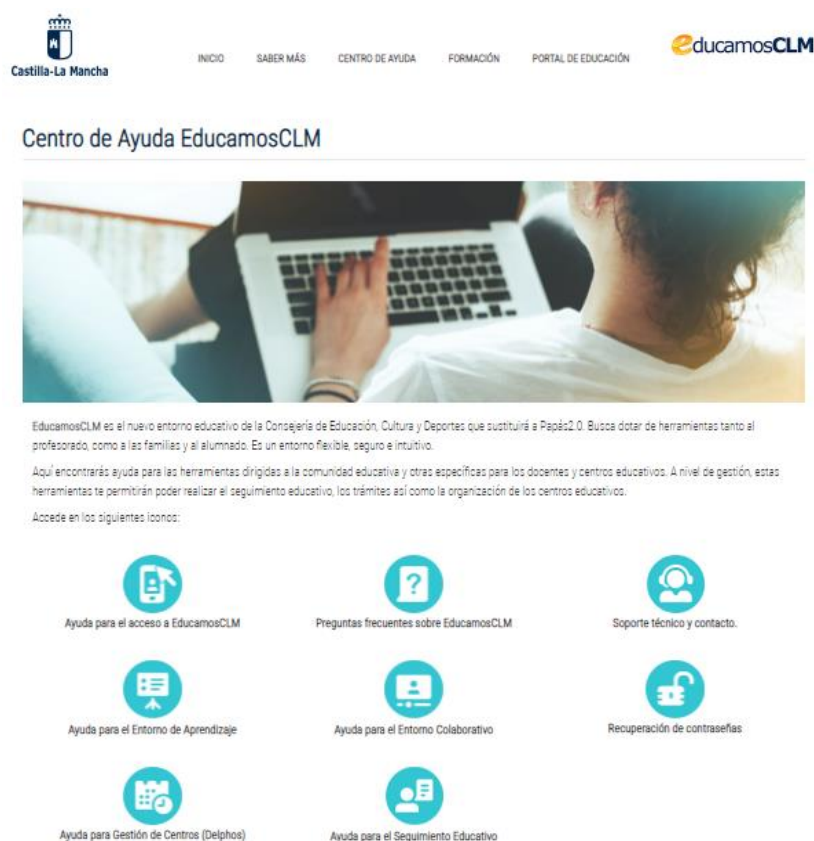 Castilla-La Mancha
INICIO SABER MÁS CENTRO DE AYUDA FORMACIÓN PORTAL DE EDUCACIÓN
educamosCLM
Centro de Ayuda EducamosCLM
EducamosCLM es el nuevo entorno educativo de la Consejería de Educación, Cultura y Deportes que sustituirá a Papás2.0. Busca dotar de herramientas tanto al
profesorado, como a las familias y al alumnado. Es un entorno flexible, seguro e intuitivo.
Aquí encontrarás ayuda para las herramientas dirigidas a la comunidad educativa y otras específicas para los docentes y centros educativos. A nivel de gestión, estas
herramientas te permitirán poder realizar el seguimiento educativo, los trámites así como la organización de los centros educativos.
Accede en los siguientes iconos:
Ayuda para el acceso a EducamosCLM
Preguntas frecuentes sobre EducamosCLM
Soporte técnico y contacto.
Ayuda para el Entorno de Aprendizaje
Ayuda para el Entorno Colaborativo
Recuperación de contraseñas
Ayuda para Gestión de Centros (Delphos)
Ayuda para el Seguimiento Educativo